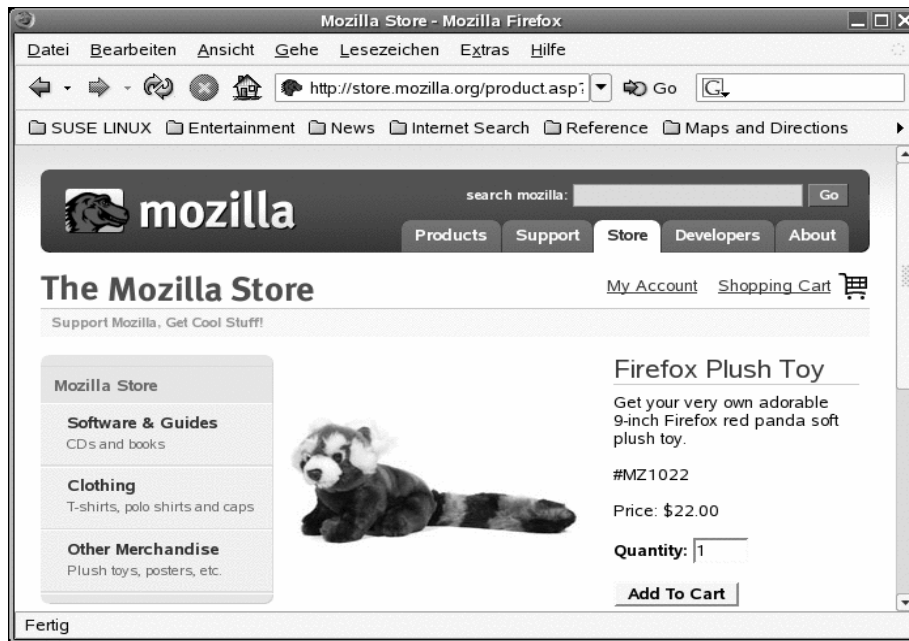 Mozilla Store - Mozilla Firefox
Datei Bearbeiten Ansicht Gehe Lesezeichen Extras Hilfe
http://store.mozilla.org/product.asp? Go G
SUSE LINUX Entertainment News Internet Search Reference Maps and Directions
mozilla
search mozilla: Go
Products Support Store Developers About
The Mozilla Store
My Account Shopping Cart
Support Mozilla, Get Cool Stuff!
Mozilla Store
Software & Guides
CDs and books
Clothing
T-shirts, polo shirts and caps
Other Merchandise
Plush toys, posters, etc.
Firefox Plush Toy
Get your very own adorable
9-inch Firefox red panda soft
plush toy.
#MZ1022
Price: $22.00
Quantity: 1
Add To Cart
Fertig